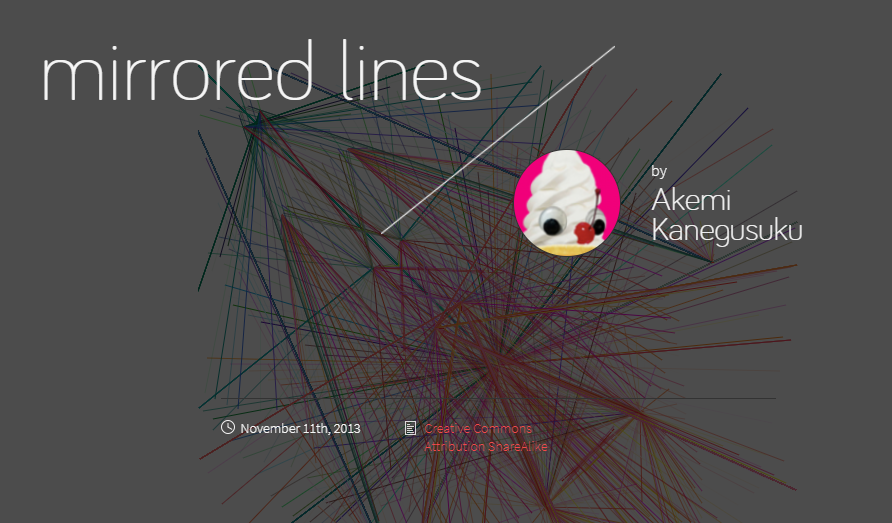 mirrored lines
by
Akemi
Kanegusuku
November 11th, 2013
Creative Commons
Attribution ShareAlike